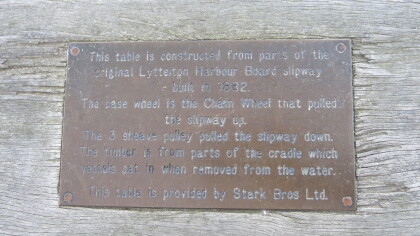 This table is constructed from parts of the
original Lyttelton Harbour Board slipway
built in
The base wheel is the Chain Wheel that pulled
the slipway up.
The 3 sheave pulley pulled the slipway down.
The timber is from parts of the cradle which
vessels sat in when removed from the water.
This table is provided by Stark Bros Ltd.